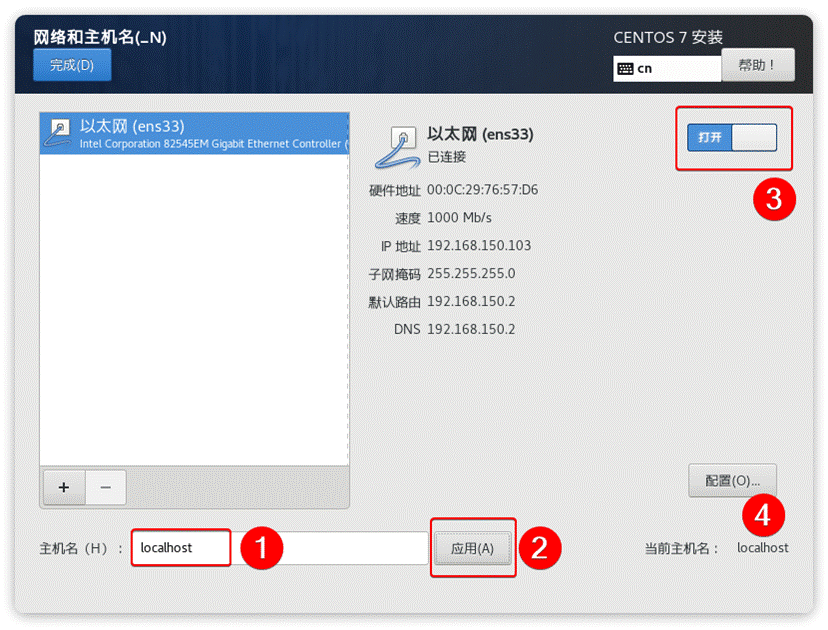 网络和主机名(_N)
CENTOS 7 安装
完成(D)
cn
帮助！
以太网 (ens33)
Intel Corporation 82545EM Gigabit Ethernet Controller (
以太网 (ens33)
已连接
打开
3
硬件地址 00:0C:29:76:57:D6
速度 1000 Mb/s
IP 地址 192.168.150.103
子网掩码 255.255.255.0
默认路由 192.168.150.2
DNS 192.168.150.2
+ −
配置(O)...
4
主机名（H）： localhost
1
应用(A)
2
当前主机名： localhost